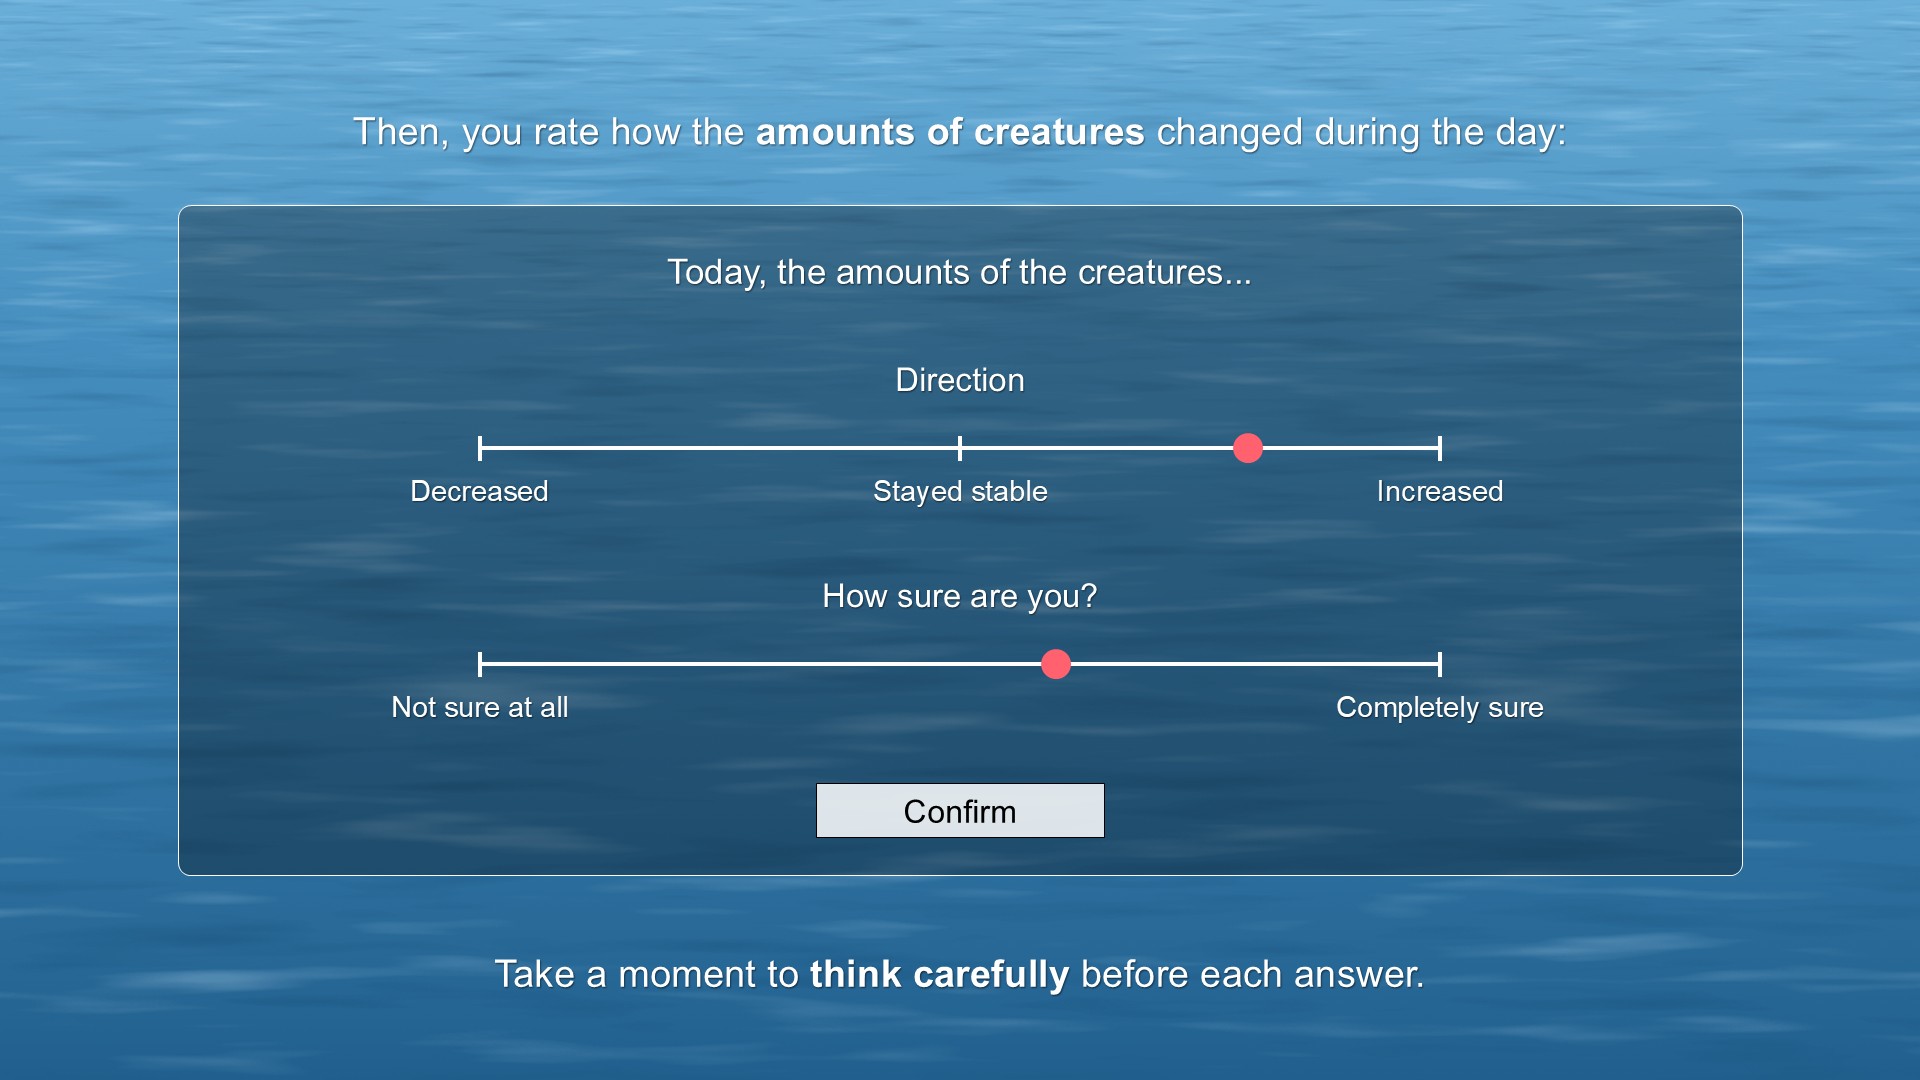 Then, you rate how the amounts of creatures changed during the day:
Today, the amounts of the creatures...
Direction
Decreased Stayed stable Increased
How sure are you?
Not sure at all Completely sure
Confirm
Take a moment to think carefully before each answer.